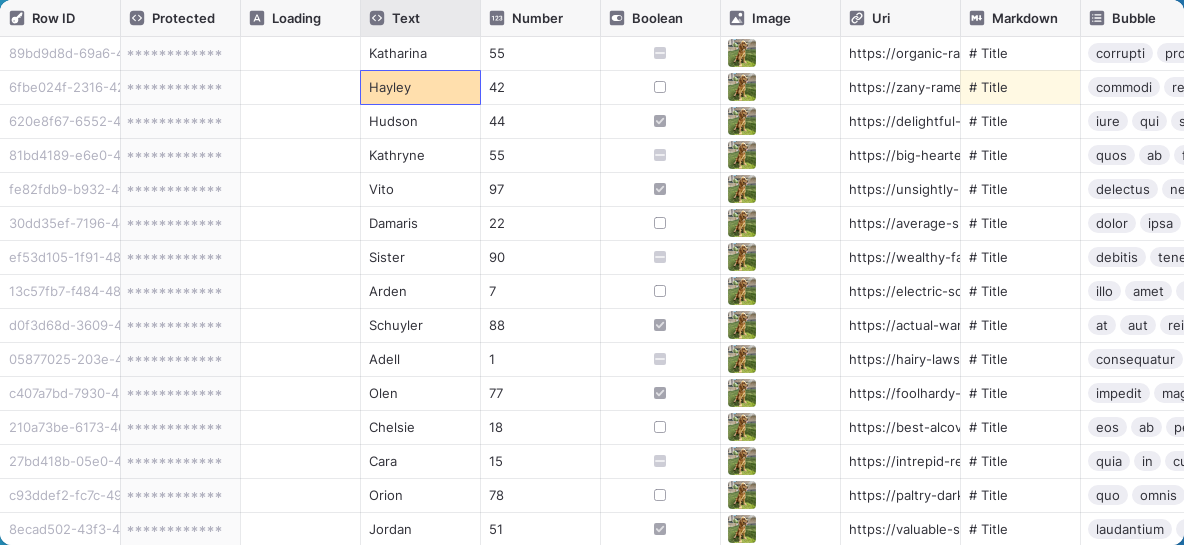 Row ID Protected Loading Text Number Boolean Image Uri Markdown Bubble
89bd9d8d-69a6- ************ Katharina 55 https://organic-ra # Title corrupti pro
6fbe024f-2316-42 ************ Hayley 42 https://zany-rame # Title commodi re
620e8f67-6552-4 ************ Hudson 44 https://delightful- # Title iure qui s
81bd4189-e6e0-4 ************ Kathryne 55 https://big-hearte # Title quos ab
fe82fdb9-b932-4 ************ Vito 97 https://unsightly- # Title delectus ne
30dd35ef-7196-4 ************ Damaris 22 https://average-s # Title dolor ipsa
ef53d105-1f91-48 ************ Sister 90 https://wealthy-fa # Title debitis tene
13c57fb7-f484-48 ************ Arden 7 https://electric-sc # Title illo amet
d0f3d68d-3609-4 ************ Schuyler 88 https://actual-war # Title at aut rei
05877025-203e-4 ************ Adell 1 https://hairy-laws # Title consequatur
c407a7bd-7930-4 ************ Olen 77 https://foolhardy- # Title impedit mag
210a73be-6173-40 ************ Chelsie 18 https://best-alcov # Title eos ab pe
27bd418b-05e0-4 ************ Cara 15 https://intrepid-re # Title quia in cu
c93ddef2-fc7c-49 ************ Orion 78 https://paltry-dark # Title quo omnis
8ecad502-43f3-4 ************ Jordan 51 https://valuable-s # Title laudantium